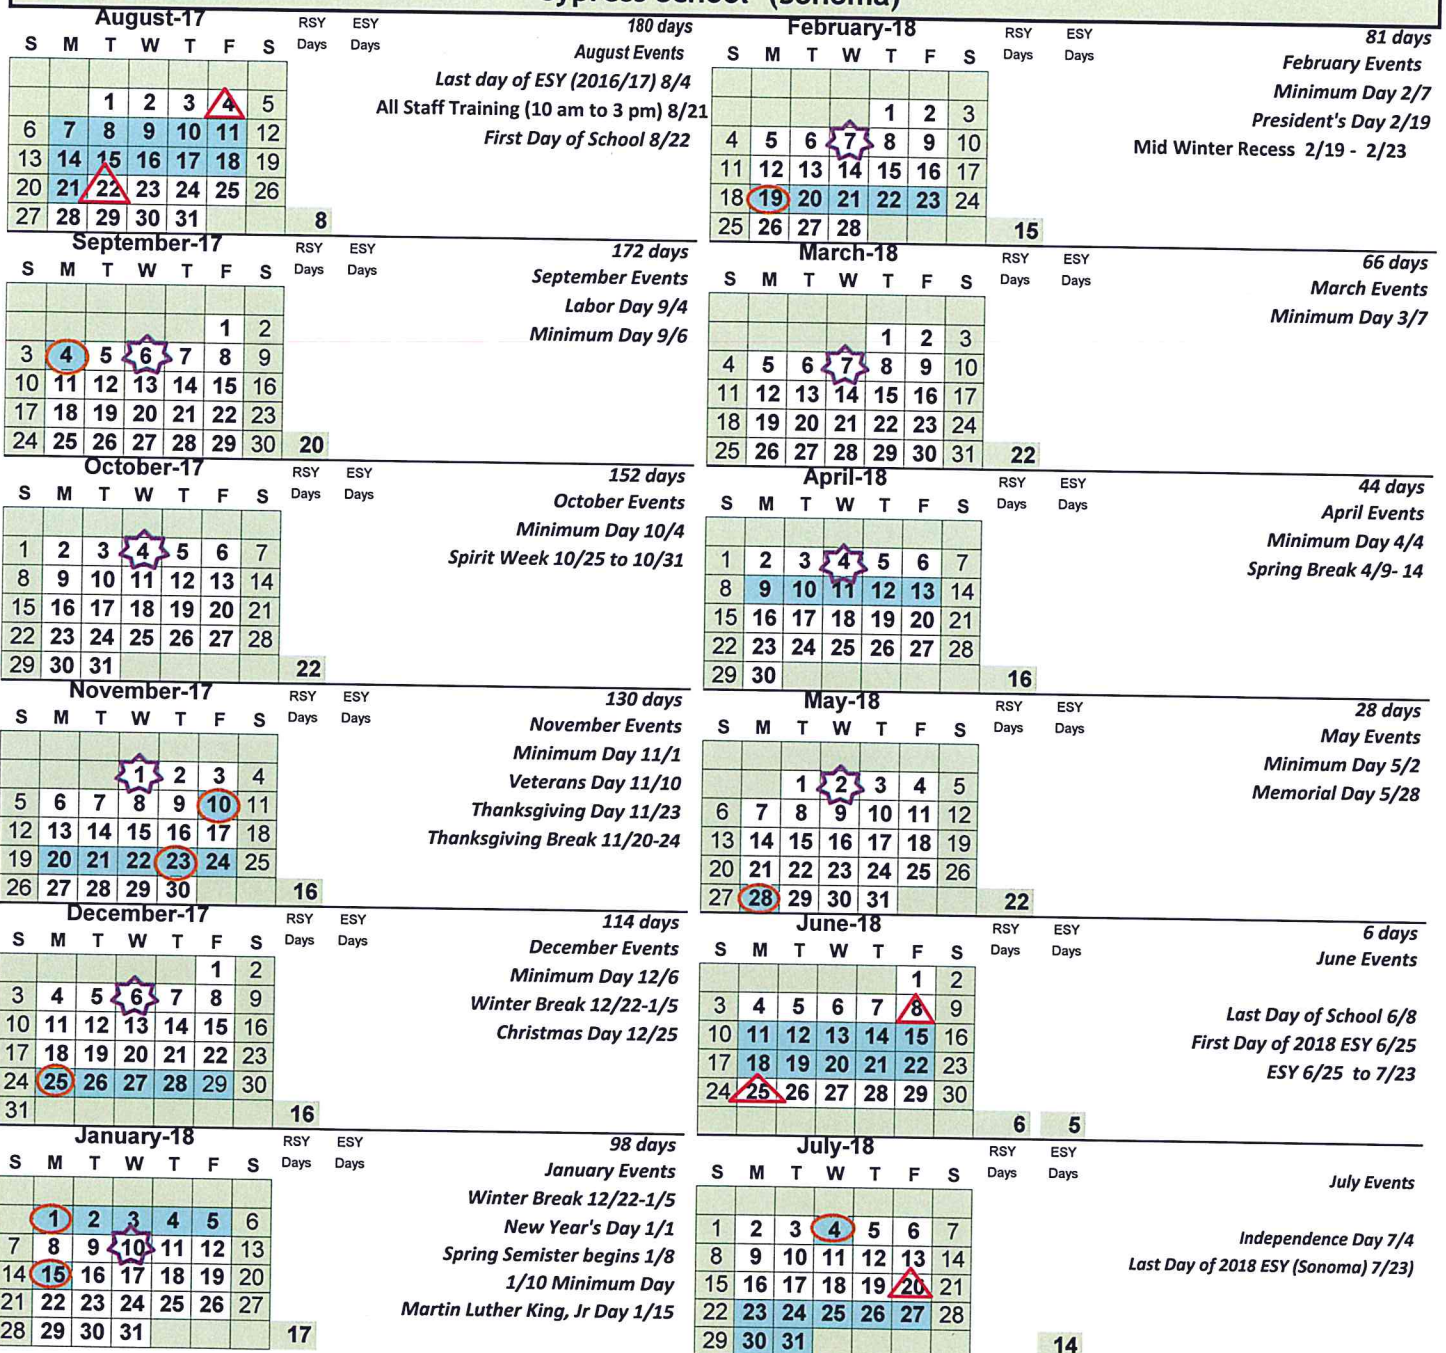 Cypress School (Sonoma)
August-17
RSY ESY
180 days
S M T W T F S Days Days
August Events
Last day of ESY (2016/17) 8/4
1 2 3 4 5
All Staff Training (10 am to 3 pm) 8/21
6 7 8 9 10 11 12
First Day of School 8/22
13 14 15 16 17 18 19
20 21 22 23 24 25 26
27 28 29 30 31
8
September-17
RSY ESY
172 days
S M T W T F S Days Days
September Events
Labor Day 9/4
1 2
Minimum Day 9/6
3 4 5 6 7 8 9
10 11 12 13 14 15 16
17 18 19 20 21 22 23
24 25 26 27 28 29 30
20
October-17
RSY ESY
152 days
S M T W T F S Days Days
October Events
Minimum Day 10/4
1 2 3 4 5 6 7
Spirit Week 10/25 to 10/31
8 9 10 11 12 13 14
15 16 17 18 19 20 21
22 23 24 25 26 27 28
29 30 31
22
November-17
RSY ESY
130 days
S M T W T F S Days Days
November Events
Minimum Day 11/1
1 2 3 4
Veterans Day 11/10
5 6 7 8 9 10 11
Thanksgiving Day 11/23
12 13 14 15 16 17 18
Thanksgiving Break 11/20-24
19 20 21 22 23 24 25
26 27 28 29 30
16
December-17
RSY ESY
114 days
S M T W T F S Days Days
December Events
1 2
Minimum Day 12/6
3 4 5 6 7 8 9
Winter Break 12/22-1/5
10 11 12 13 14 15 16
Christmas Day 12/25
17 18 19 20 21 22 23
24 25 26 27 28 29 30
31
16
January-18
RSY ESY
98 days
S M T W T F S Days Days
January Events
Winter Break 12/22-1/5
1 2 3 4 5 6
New Year's Day 1/1
7 8 9 10 11 12 13
Spring Semister begins 1/8
14 15 16 17 18 19 20
1/10 Minimum Day
21 22 23 24 25 26 27
Martin Luther King, Jr Day 1/15
28 29 30 31
17
February-18
RSY ESY
81 days
S M T W T F S Days Days
February Events
Minimum Day 2/7
1 2 3
President's Day 2/19
4 5 6 7 8 9 10
Mid Winter Recess 2/19 - 2/23
11 12 13 14 15 16 17
18 19 20 21 22 23 24
25 26 27 28
15
March-18
RSY ESY
66 days
S M T W T F S Days Days
March Events
Minimum Day 3/7
1 2 3
4 5 6 7 8 9 10
11 12 13 14 15 16 17
18 19 20 21 22 23 24
25 26 27 28 29 30 31
22
April-18
RSY ESY
44 days
S M T W T F S Days Days
April Events
Minimum Day 4/4
1 2 3 4 5 6 7
Spring Break 4/9- 14
8 9 10 11 12 13 14
15 16 17 18 19 20 21
22 23 24 25 26 27 28
29 30
16
May-18
RSY ESY
28 days
S M T W T F S Days Days
May Events
Minimum Day 5/2
1 2 3 4 5
Memorial Day 5/28
6 7 8 9 10 11 12
13 14 15 16 17 18 19
20 21 22 23 24 25 26
27 28 29 30 31
22
June-18
RSY ESY
6 days
S M T W T F S Days Days
June Events
1 2
3 4 5 6 7 8 9
Last Day of School 6/8
10 11 12 13 14 15 16
First Day of 2018 ESY 6/25
17 18 19 20 21 22 23
ESY 6/25 to 7/23
24 25 26 27 28 29 30
6 5
July-18
RSY ESY
S M T W T F S Days Days
July Events
1 2 3 4 5 6 7
Independence Day 7/4
8 9 10 11 12 13 14
Last Day of 2018 ESY (Sonoma) 7/23)
15 16 17 18 19 20 21
22 23 24 25 26 27 28
29 30 31
14